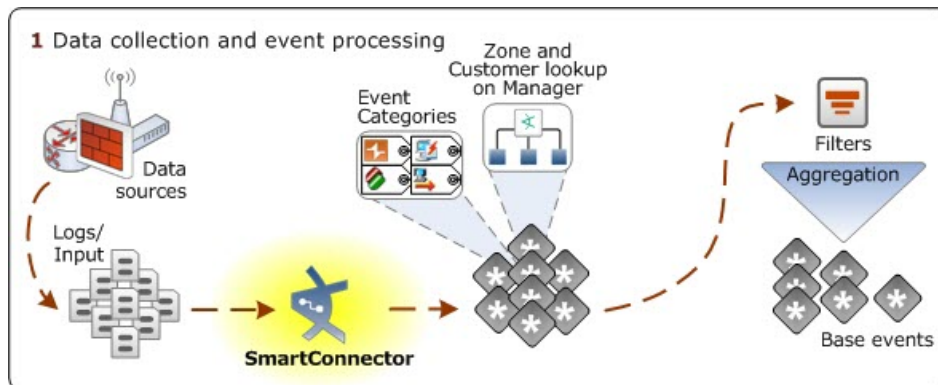 1 Data collection and event processing
Zone and
Customer lookup
on Manager
Event
Categories
Data
sources
Filters
Aggregation
Logs/
Input
SmartConnector
Base events